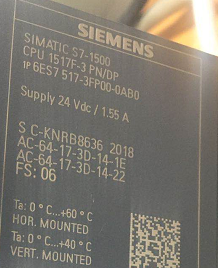 SIEMENS
SIMATIC S7-1500
CPU 1517F-3 PN/DP
1P 6ES7 517-3FP00-0AB0
Supply 24 Vdc / 1.55 A
S C-KNRB8636 2018
AC-64-17-3D-14-1E
AC-64-17-3D-14-22
FS: 06
Ta: 0 °C...+60 °C
HOR. MOUNTED
Ta: 0 °C...+40 °C
VERT. MOUNTED